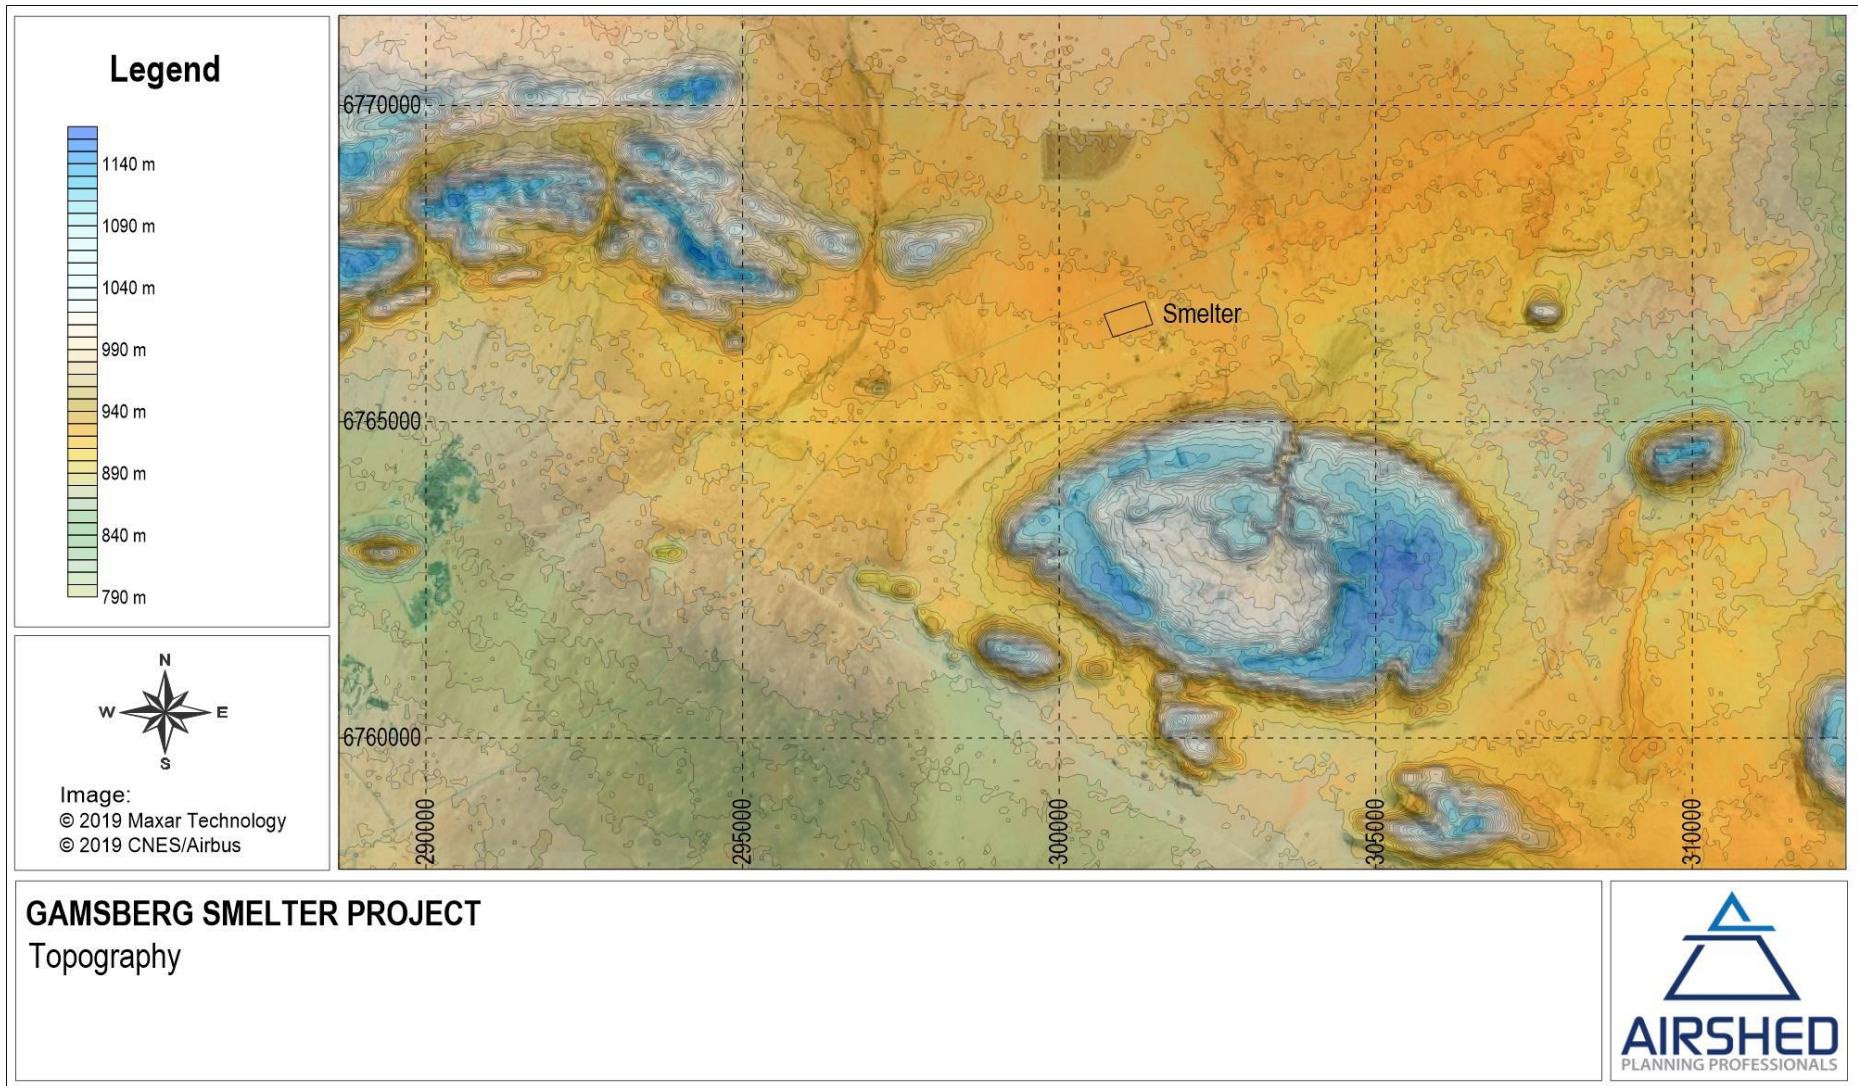 Legend
1140 m
1090 m
1040 m
990 m
940 m
890 m
840 m
790 m
N
W E
S
Image:
© 2019 Maxar Technology
© 2019 CNES/Airbus
6770000
Smelter
6765000
6760000
290000
295000
300000
305000
310000
GAMSBERG SMELTER PROJECT
Topography
AIRSHED
PLANNING PROFESSIONALS